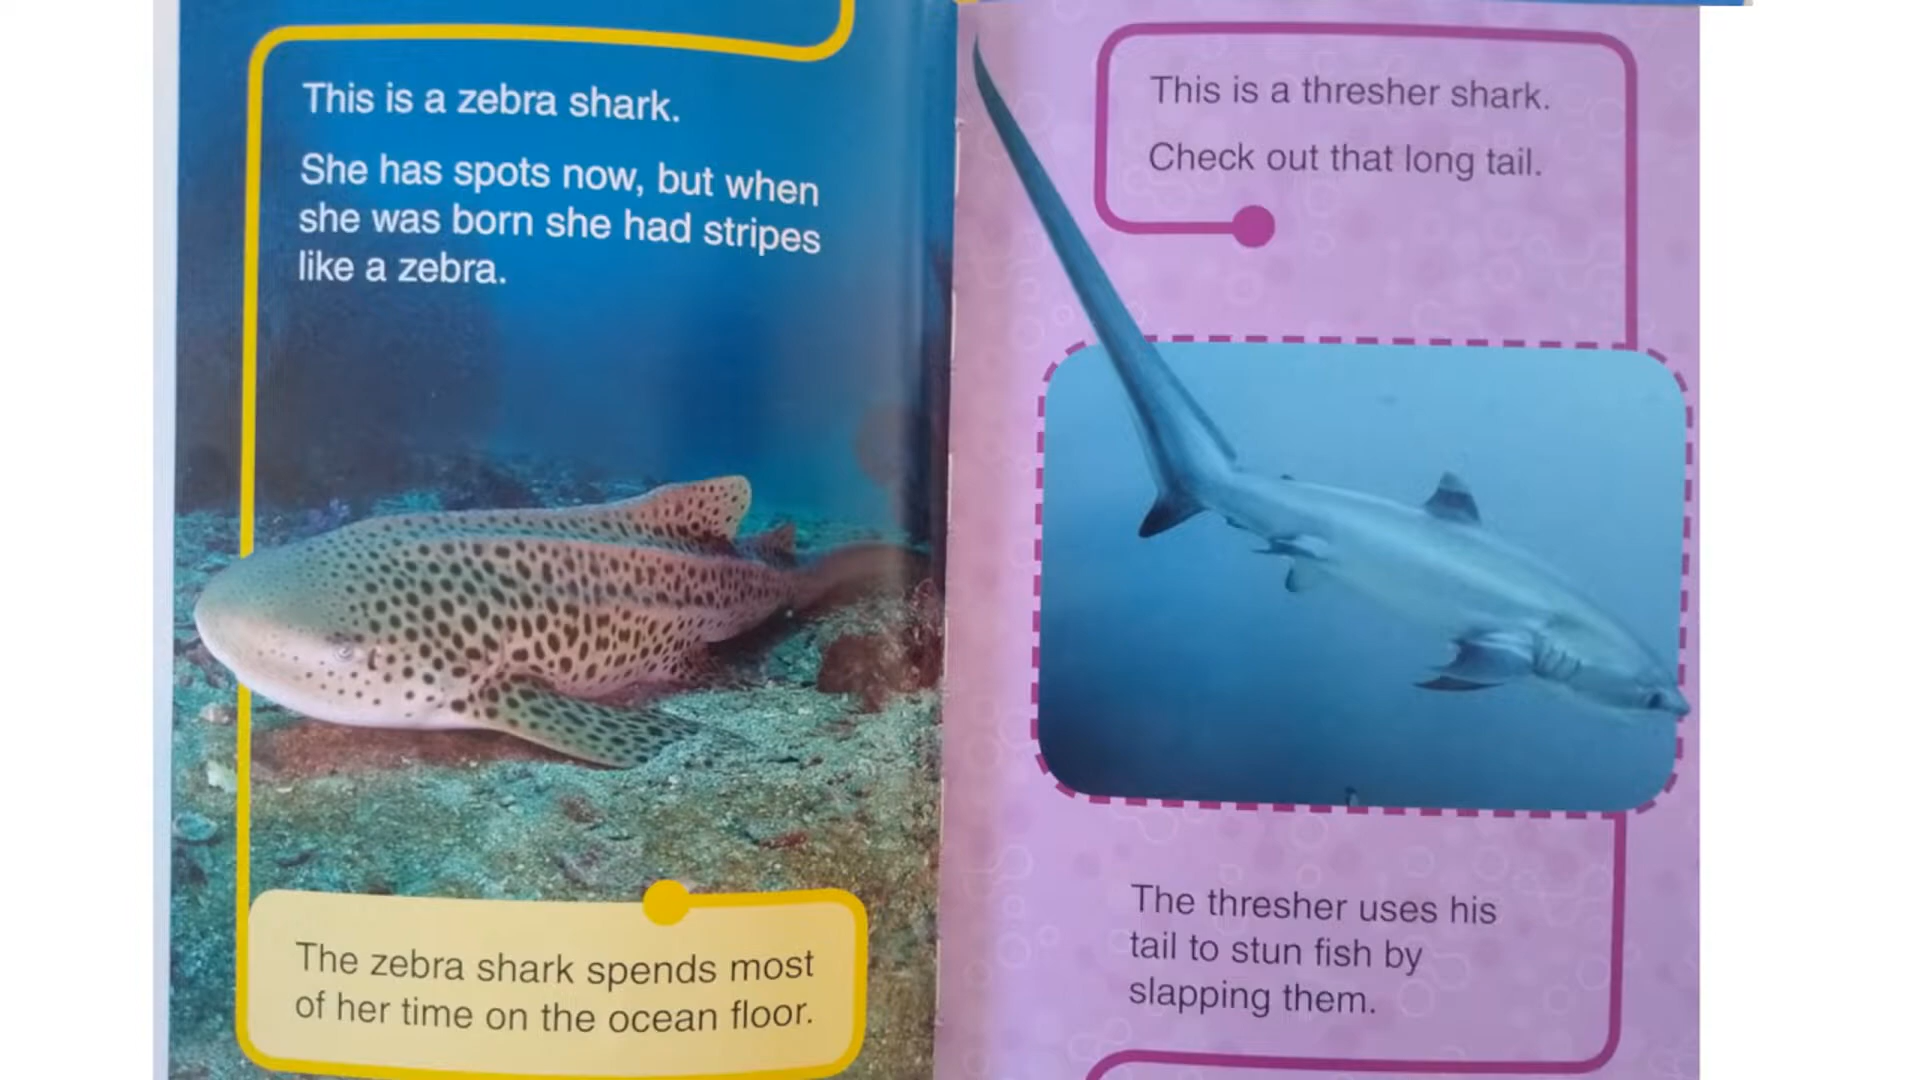 This is a zebra shark.
She has spots now, but when
she was born she had stripes
like a zebra.
The zebra shark spends most
of her time on the ocean floor.
This is a thresher shark.
Check out that long tail.
The thresher uses his
tail to stun fish by
slapping them.